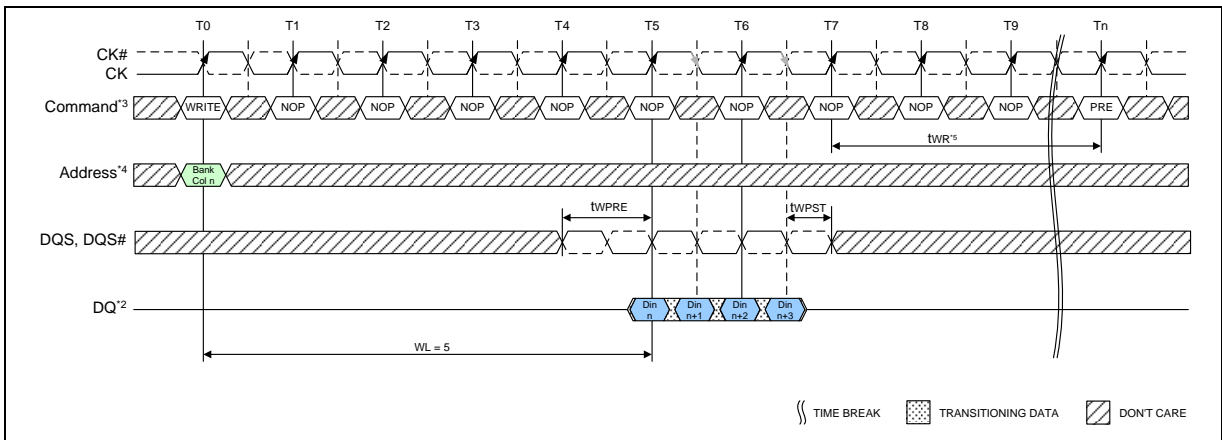 T0 T1 T2 T3 T4 T5 T6 T7 T8 T9 Tn
CK#
CK
Command*3 WRITE NOP NOP NOP NOP NOP NOP NOP NOP NOP PRE
tWR*5
Address*4 Bank
Col n
tWPRE tWPST
DQS, DQS#
DQ*2 Din
n Din
n+1 Din
n+2 Din
n+3
WL = 5
TIME BREAK TRANSITIONING DATA DON'T CARE